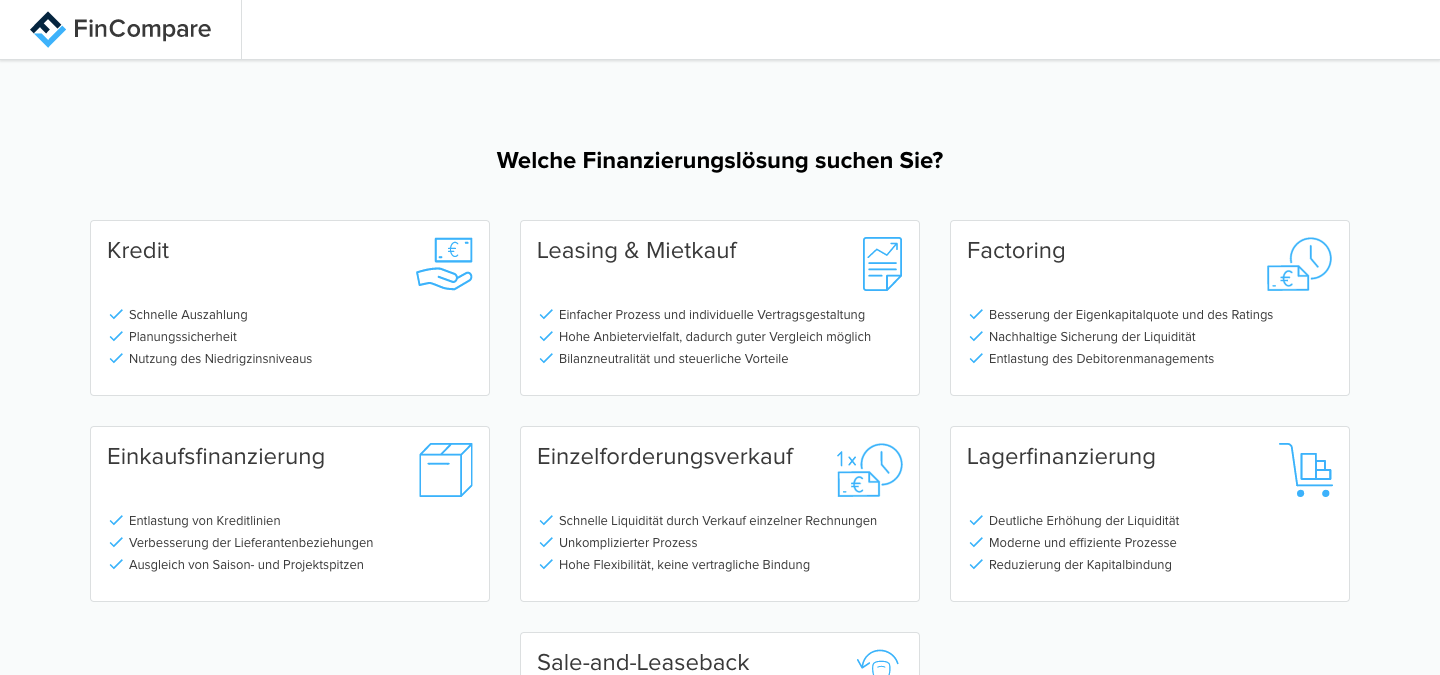 FinCompare
Welche Finanzierungslösung suchen Sie?
Kredit
€
Schnelle Auszahlung
Planungssicherheit
Nutzung des Niedrigzinsniveaus
Leasing & Mietkauf
Einfacher Prozess und individuelle Vertragsgestaltung
Hohe Anbietervielfalt, dadurch guter Vergleich möglich
Bilanzneutralität und steuerliche Vorteile
Factoring
€
Besserung der Eigenkapitalquote und des Ratings
Nachhaltige Sicherung der Liquidität
Entlastung des Debitorenmanagements
Einkaufsfinanzierung
Entlastung von Kreditlinien
Verbesserung der Lieferantenbeziehungen
Ausgleich von Saison- und Projektspitzen
Einzelforderungsverkauf
1x
€
Schnelle Liquidität durch Verkauf einzelner Rechnungen
Unkomplizierter Prozess
Hohe Flexibilität, keine vertragliche Bindung
Lagerfinanzierung
Deutliche Erhöhung der Liquidität
Moderne und effiziente Prozesse
Reduzierung der Kapitalbindung
Sale-and-Leaseback